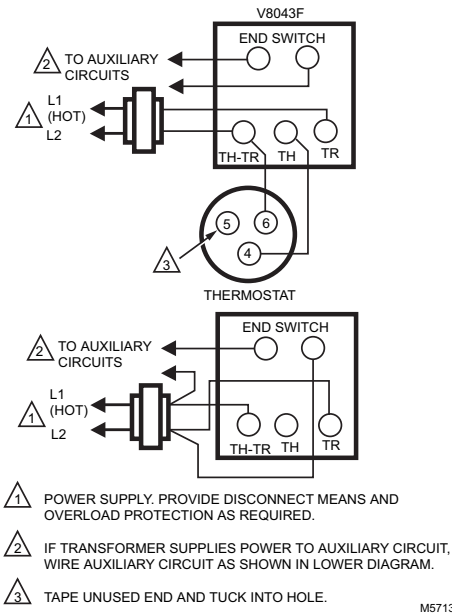 V8043F
END SWITCH
2 TO AUXILIARY
CIRCUITS
L1
1 (HOT)
L2
TH-TR TH TR
5 6
4
3
THERMOSTAT
END SWITCH
2 TO AUXILIARY
CIRCUITS
L1
1 (HOT)
L2
TH-TR TH TR
1 POWER SUPPLY. PROVIDE DISCONNECT MEANS AND
OVERLOAD PROTECTION AS REQUIRED.
2 IF TRANSFORMER SUPPLIES POWER TO AUXILIARY CIRCUIT,
WIRE AUXILIARY CIRCUIT AS SHOWN IN LOWER DIAGRAM.
3 TAPE UNUSED END AND TUCK INTO HOLE.
M5713